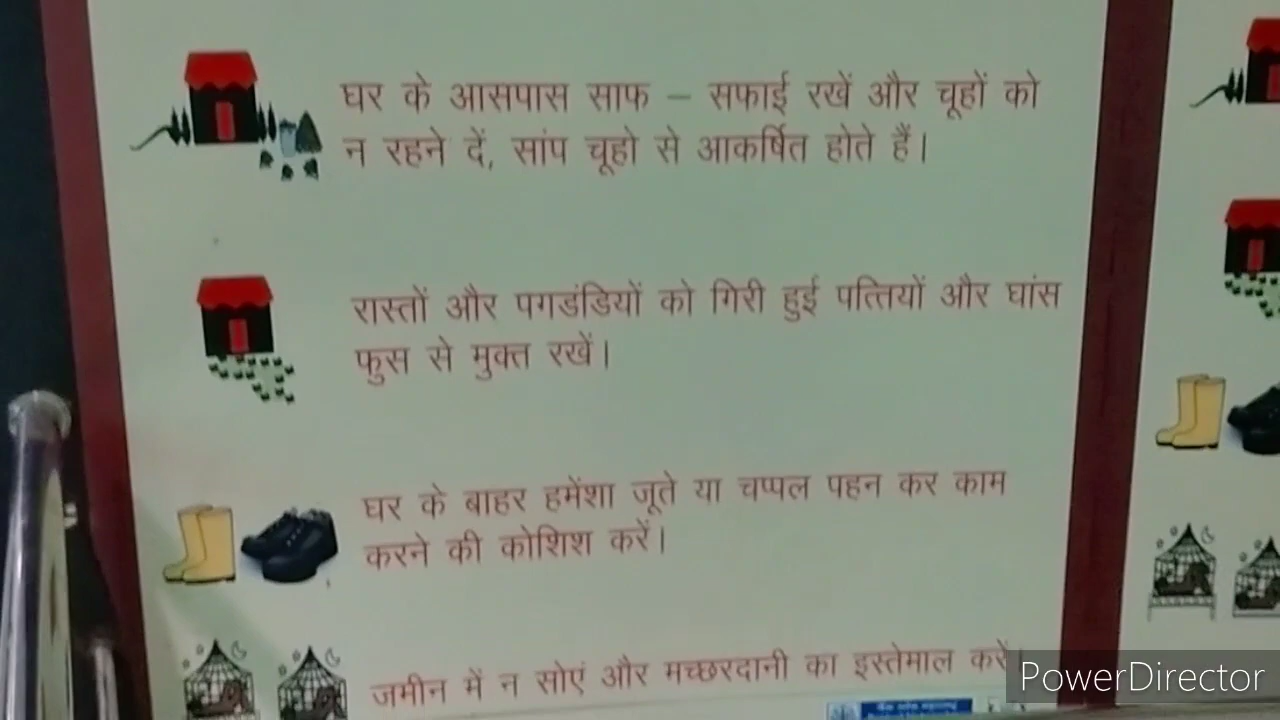 घर के आसपास साफ – सफाई रखें और चूहों को
न रहने दें, सांप चूहो से आकर्षित होते हैं।
रास्तों और पगडंडियों को गिरी हुई पत्तियों और घांस
फुस से मुक्त रखें।
घर के बाहर हमेंशा जूते या चप्पल पहन कर काम
करने की कोशिश करें।
जमीन में न सोएं और मच्छरदानी का इस्तेमाल करें
PowerDirector